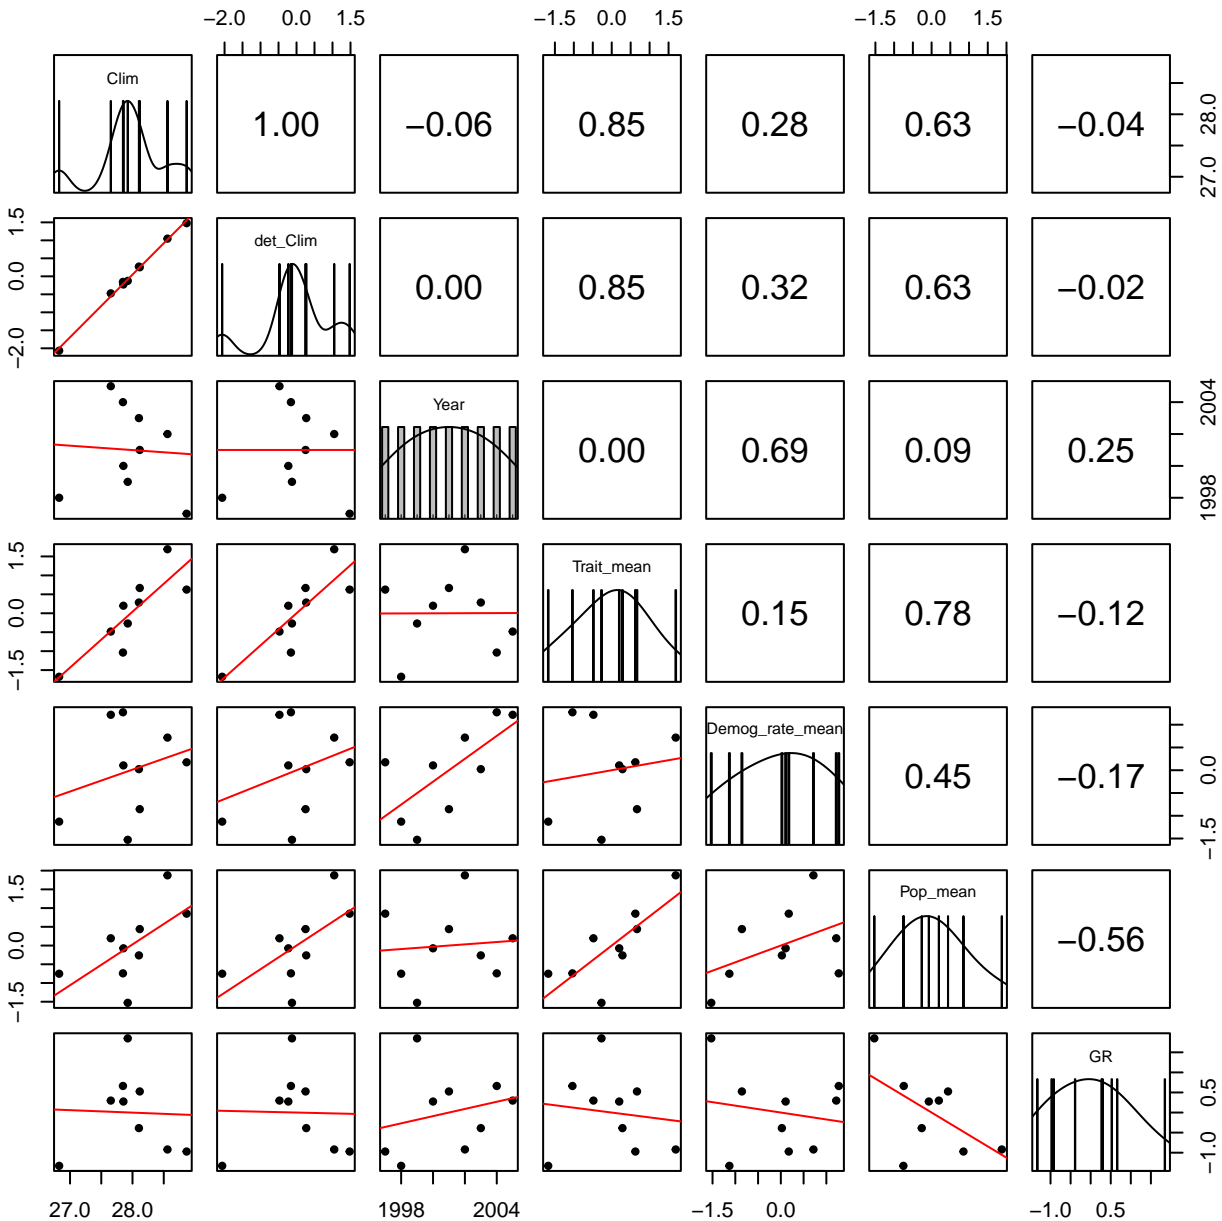 -2.0 0.0 1.5 -1.5 0.0 1.5 -1.5 0.0 1.5
Clim 1.00 −0.06 0.85 0.28 0.63 −0.04 27.0 28.0
-2.0 0.0 1.5 det_Clim 0.00 0.85 0.32 0.63 −0.02
Year 0.00 0.69 0.09 0.25 1998 2004
-1.5 0.0 1.5 Trait_mean 0.15 0.78 −0.12
Demog_rate_mean 0.45 −0.17 -1.5 0.0
-1.5 0.0 1.5 Pop_mean −0.56
GR -1.0 0.5
27.0 28.0 1998 2004 -1.5 0.0 -1.0 0.5